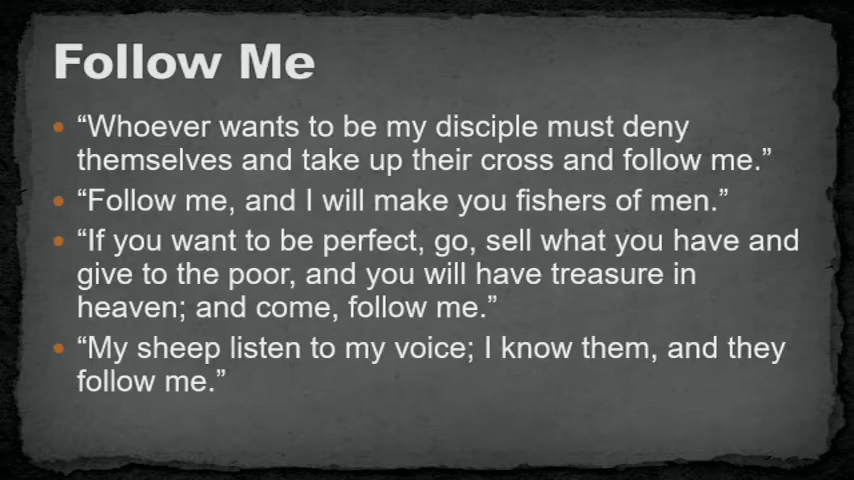 Follow Me
• “Whoever wants to be my disciple must deny
themselves and take up their cross and follow me.”
• “Follow me, and I will make you fishers of men.”
• “If you want to be perfect, go, sell what you have and
give to the poor, and you will have treasure in
heaven; and come, follow me.”
• “My sheep listen to my voice; I know them, and they
follow me.”